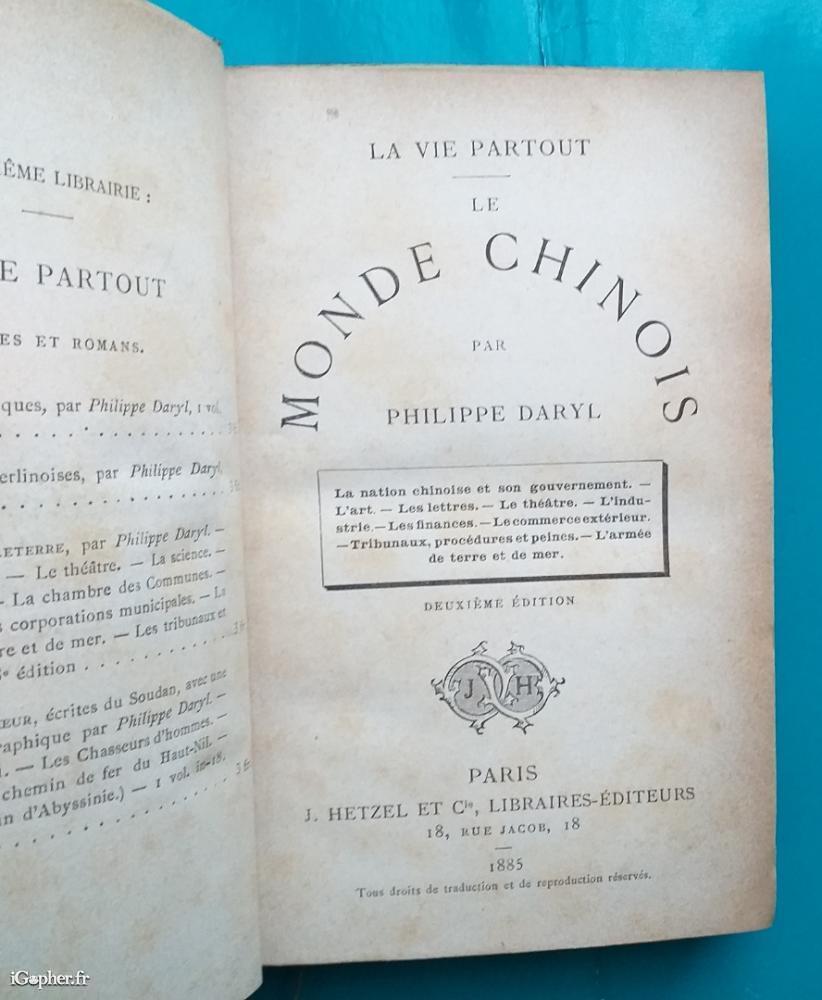 ÊME LIBRAIRIE :
E PARTOUT
ES ET ROMANS.
ques, par Philippe Daryl, 1 vol.
erlinoises, par Philippe Daryl,
LETERRE, par Philippe Daryl. —
— Le théâtre. — La science. —
- La chambre des Communes. —
s corporations municipales. — La
re et de mer. — Les tribunaux et
édition
EUR, écrites du Soudan, avec une
raphique par Philippe Daryl. —
. — Les Chasseurs d'hommes. —
chemin de fer du Haut-Nil. —
n d'Abyssinie.) — 1 vol. in-18.
LA VIE PARTOUT
LE
MONDE CHINOIS
PAR
PHILIPPE DARYL
La nation chinoise et son gouvernement. —
L'art. — Les lettres. — Le théâtre. — L'indu-
strie. — Les finances. — Le commerce extérieur.
— Tribunaux, procédures et peines. — L'armée
de terre et de mer.
DEUXIÈME ÉDITION
J H
PARIS
J. HETZEL ET Cie, LIBRAIRES-ÉDITEURS
18, RUE JACOB, 18
1885
Tous droits de traduction et de reproduction réservés.
iGopher.fr